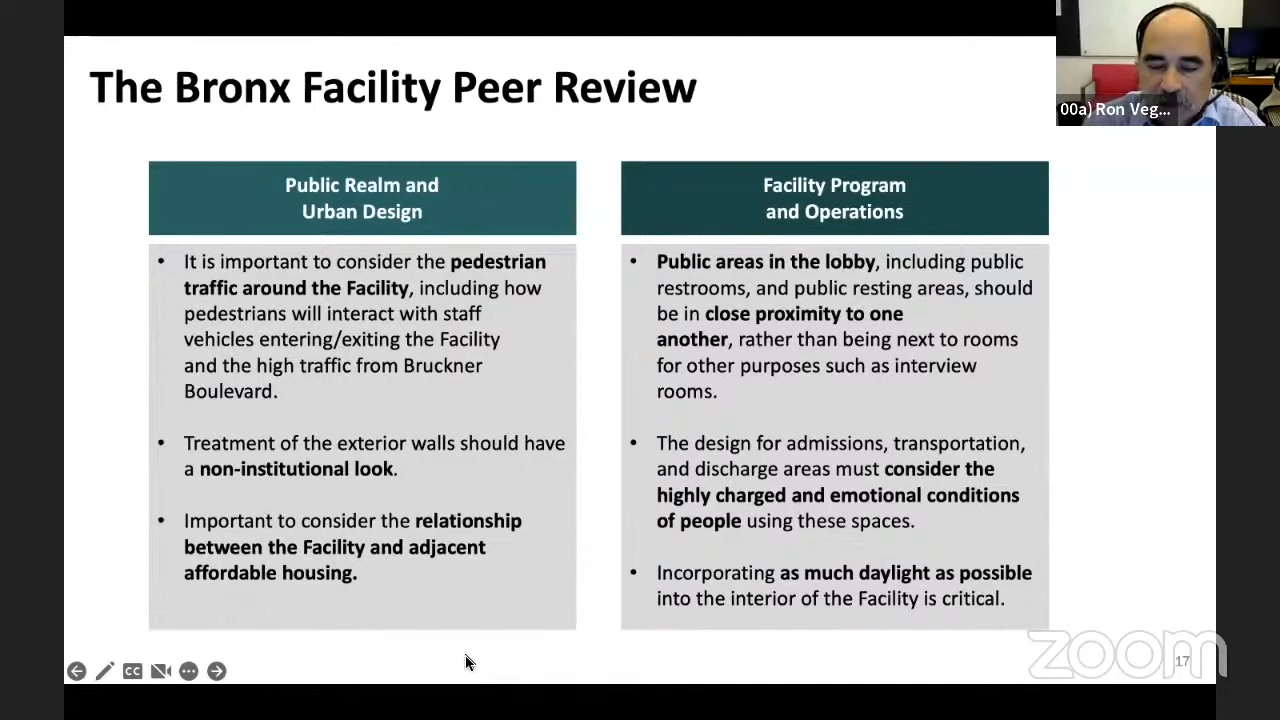 The Bronx Facility Peer Review
00a) Ron Veg...
Public Realm and
Urban Design
• It is important to consider the pedestrian
traffic around the Facility, including how
pedestrians will interact with staff
vehicles entering/exiting the Facility
and the high traffic from Bruckner
Boulevard.
• Treatment of the exterior walls should have
a non-institutional look.
• Important to consider the relationship
between the Facility and adjacent
affordable housing.
Facility Program
and Operations
• Public areas in the lobby, including public
restrooms, and public resting areas, should
be in close proximity to one
another, rather than being next to rooms
for other purposes such as interview
rooms.
• The design for admissions, transportation,
and discharge areas must consider the
highly charged and emotional conditions
of people using these spaces.
• Incorporating as much daylight as possible
into the interior of the Facility is critical.
CC
zoom
17